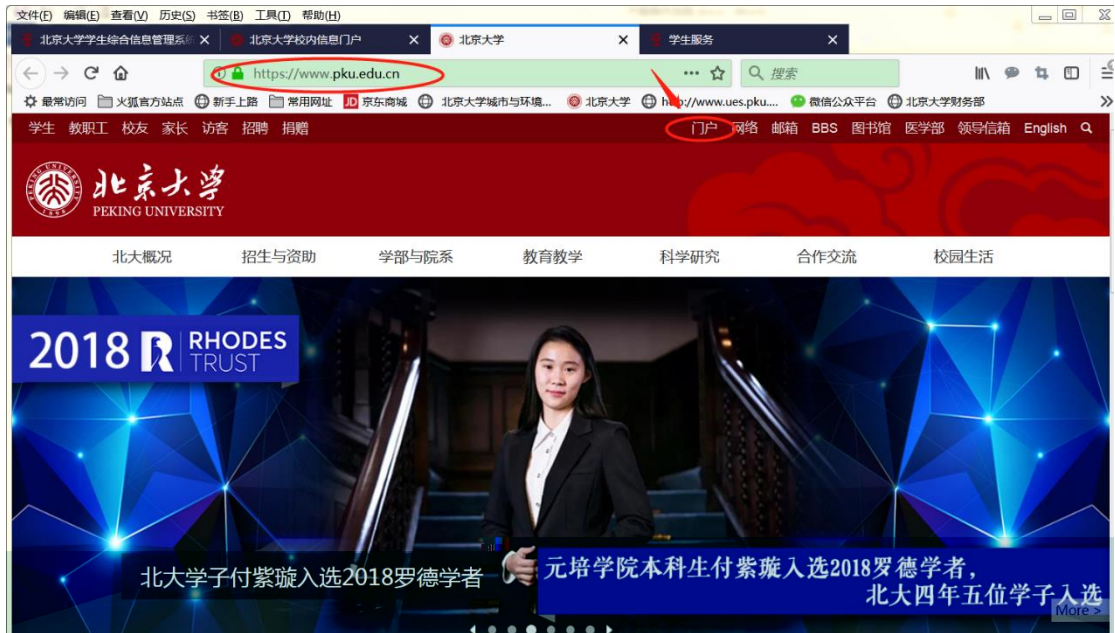 文件(F) 编辑(E) 查看(V) 历史(S) 书签(B) 工具(T) 帮助(H)
北京大学学生综合信息管理系统 北京大学校内信息门户 北京大学 学生服务
https://www.pku.edu.cn 搜索
最常访问 火狐官方站点 新手上路 常用网址 JD 京东商城 北京大学城市与环境... 北京大学 http://www.ues.pku.... 微信公众平台 北京大学财务部
学生 教职工 校友 家长 访客 招聘 捐赠 门户 网络 邮箱 BBS 图书馆 医学部 领导信箱 English
北京大学
PEKING UNIVERSITY
1898
北大概况 招生与资助 学部与院系 教育教学 科学研究 合作交流 校园生活
2018 R RHODES
TRUST
北大学子付紫璇入选2018罗德学者
元培学院本科生付紫璇入选2018罗德学者，
北大四年五位学子入选
More >